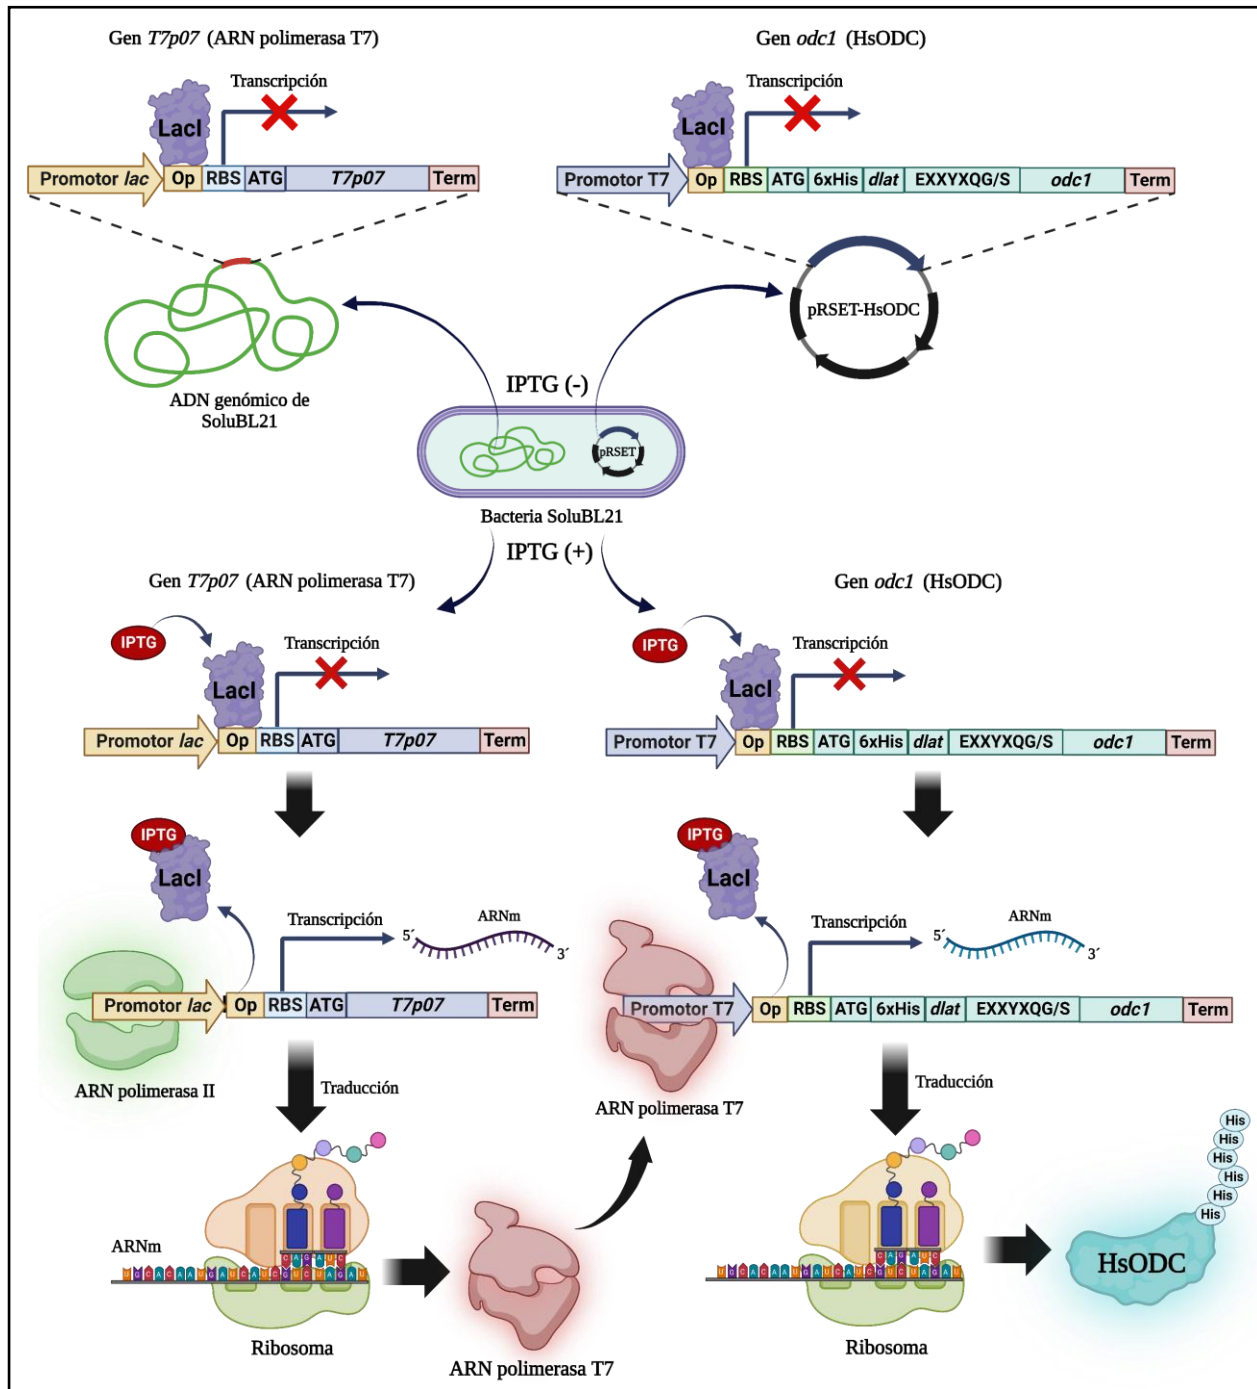 Gen T7p07 (ARN polimerasa T7)
Gen odc1 (HsODC)
Transcripción
LacI
Promotor lac Op RBS ATG T7p07 Term
Transcripción
LacI
Promotor T7 Op RBS ATG 6xHis dlat EXXYXQG/S odc1 Term
pRSET-HsODC
ADN genómico de
SoluBL21
IPTG (-)
pRSET
Bacteria SoluBL21
IPTG (+)
Gen T7p07 (ARN polimerasa T7)
Gen odc1 (HsODC)
IPTG
Transcripción
LacI
Promotor lac Op RBS ATG T7p07 Term
IPTG
Transcripción
LacI
Promotor T7 Op RBS ATG 6xHis dlat EXXYXQG/S odc1 Term
IPTG
LacI
Transcripción
ARNm
5´
3´
Promotor lac Op RBS ATG T7p07 Term
ARN polimerasa II
IPTG
LacI
Transcripción
ARNm
5´
3´
Promotor T7 Op RBS ATG 6xHis dlat EXXYXQG/S odc1 Term
ARN polimerasa T7
Traducción
Traducción
ARNm
CAGAUC
UGCACAAUGAUCAUCGUCUAGAU
Ribosoma
ARN polimerasa T7
CAGAUC
UGCACAAUGAUCAUCGUCUAGAU
Ribosoma
His
His
His
His
His
His
HsODC